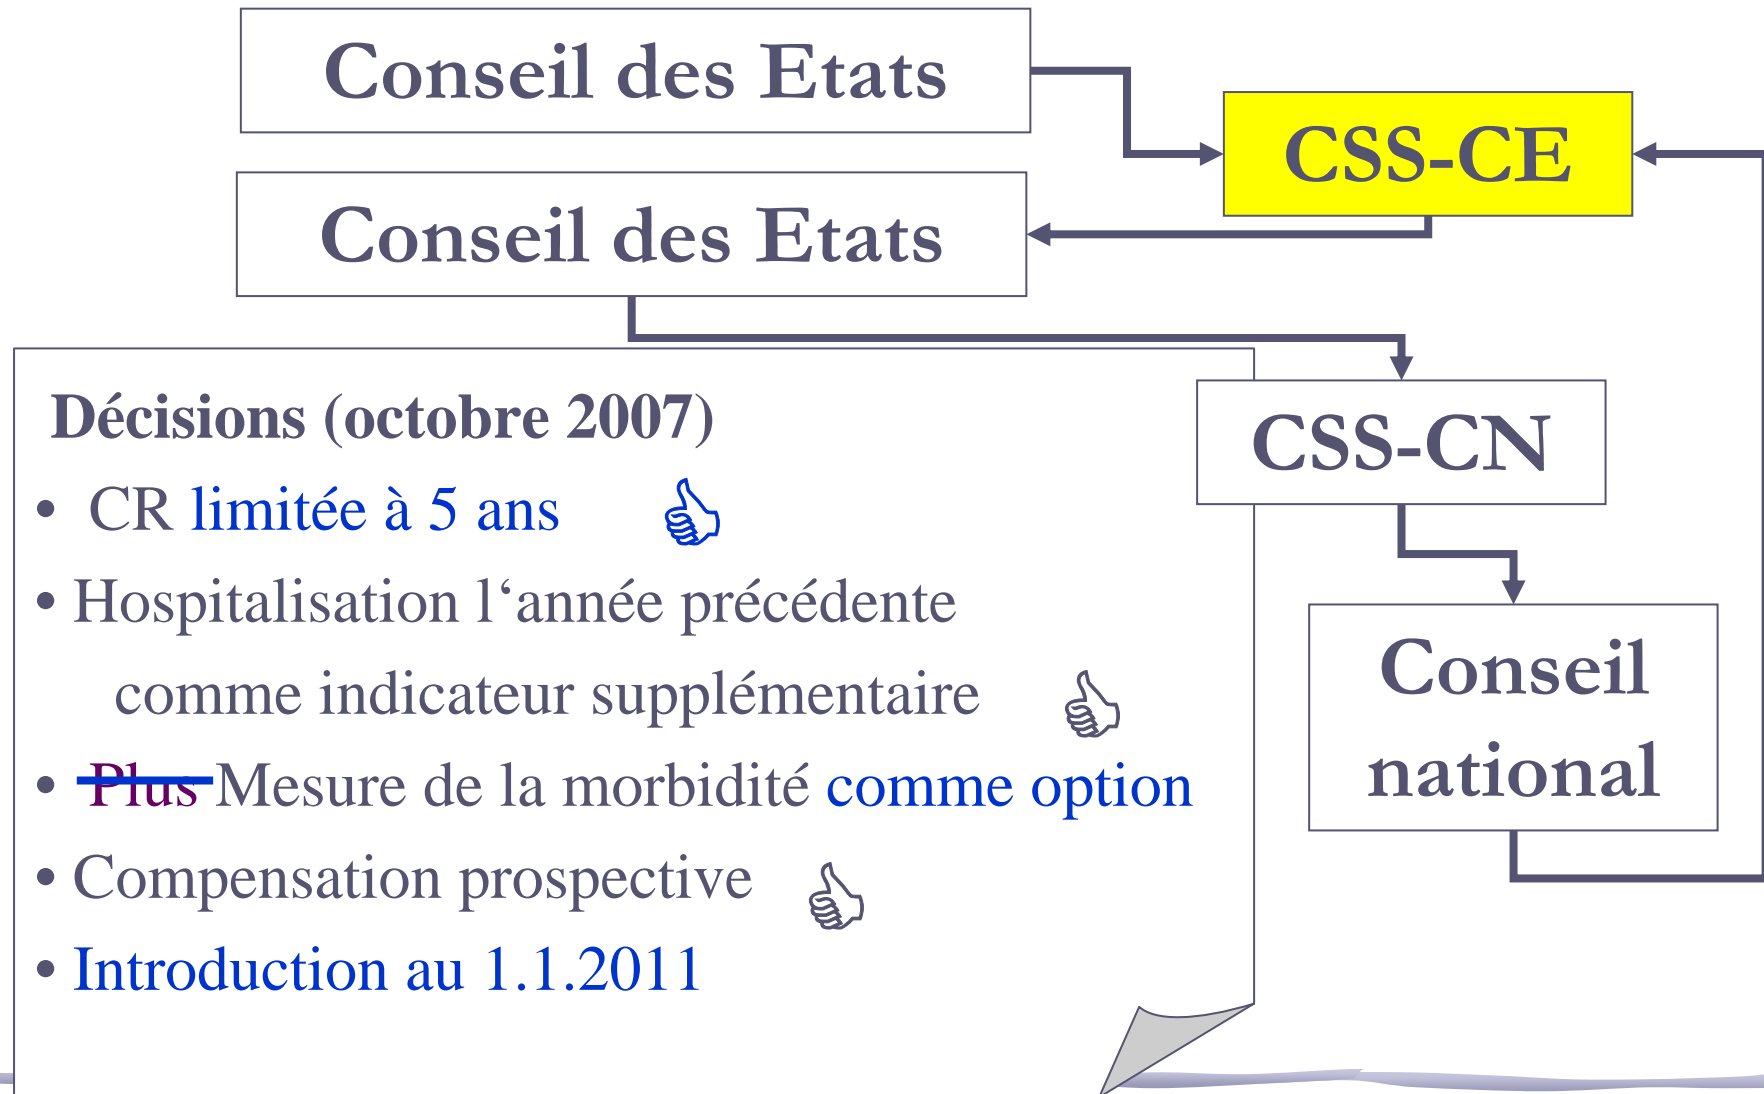 Conseil des Etats
CSS-CE
Conseil des Etats
Décisions (octobre 2007)
• CR limitée à 5 ans
• Hospitalisation l‘année précédente
comme indicateur supplémentaire
• Plus Mesure de la morbidité comme option
• Compensation prospective
• Introduction au 1.1.2011
CSS-CN
Conseil
national